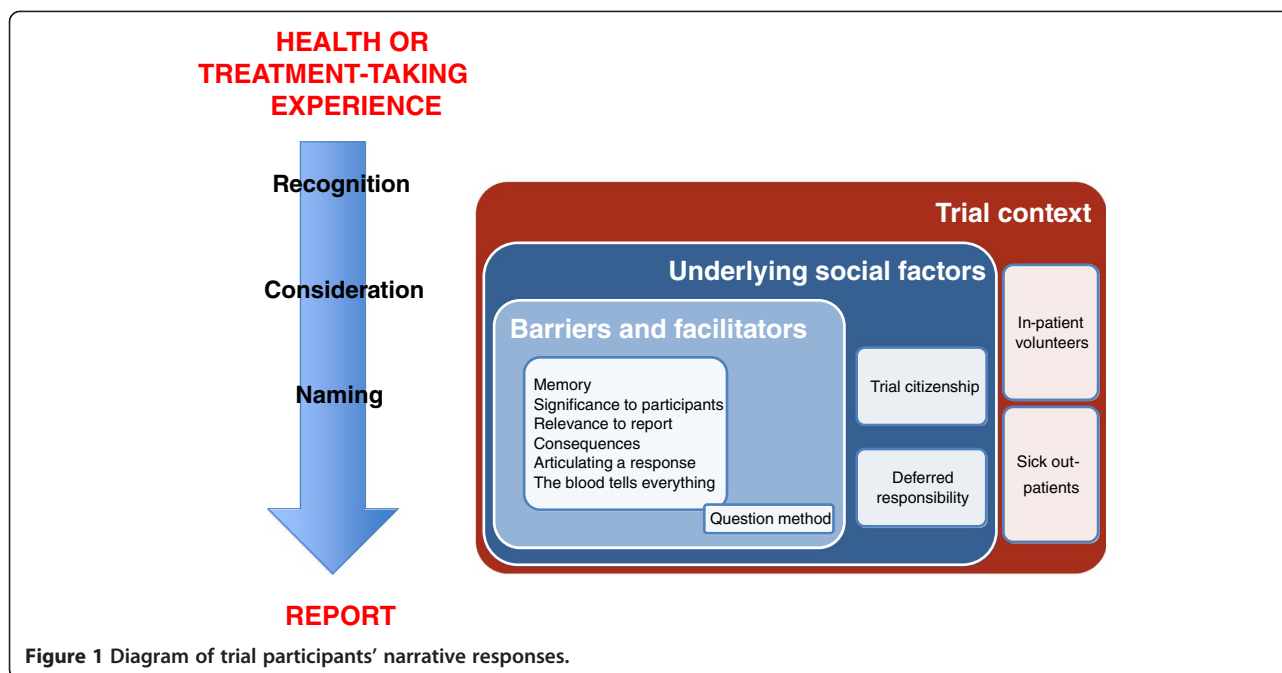 HEALTH OR
TREATMENT-TAKING
EXPERIENCE
Recognition
Consideration
Naming
REPORT
Trial context
Underlying social factors
Barriers and facilitators
Memory
Significance to participants
Relevance to report
Consequences
Articulating a response
The blood tells everything
Question method
Trial citizenship
Deferred
responsibility
In-patient
volunteers
Sick out-
patients
Figure 1 Diagram of trial participants’ narrative responses.